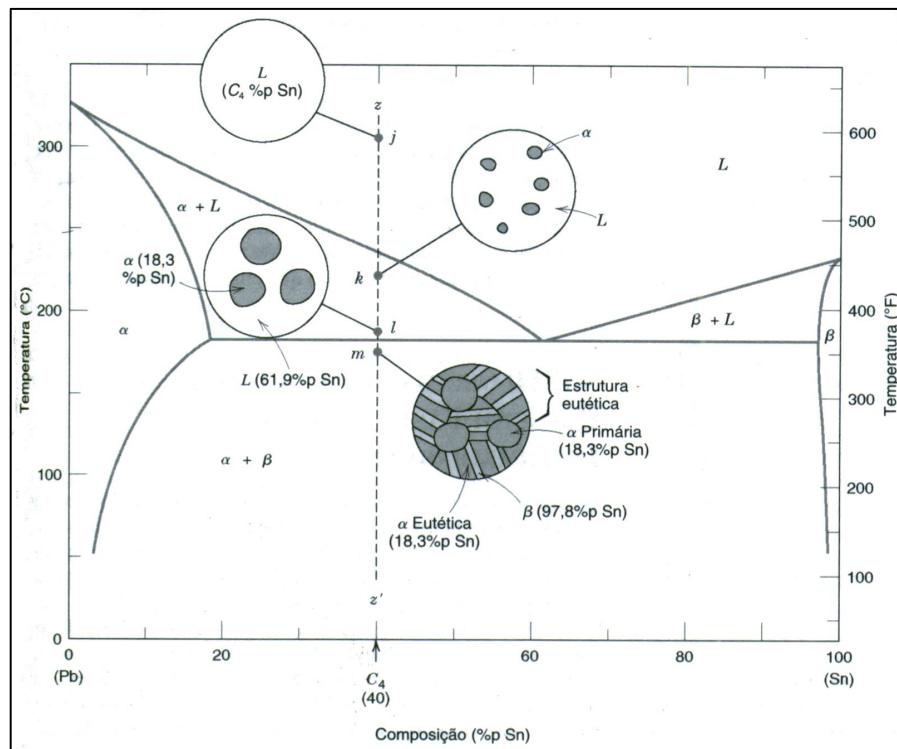 L
(C₄ %p Sn)
z
j
α
L
L
α + L
α (18,3
%p Sn)
k
l
m
α
L (61,9%p Sn)
β + L
β
Estrutura
eutética
α Primária
(18,3%p Sn)
α + β
β (97,8%p Sn)
α Eutética
(18,3%p Sn)
z'
Temperatura (°C)
300
200
100
0
Temperatura (°F)
600
500
400
300
200
100
0
20
40
60
80
100
(Pb)
C₄
(40)
(Sn)
Composição (%p Sn)